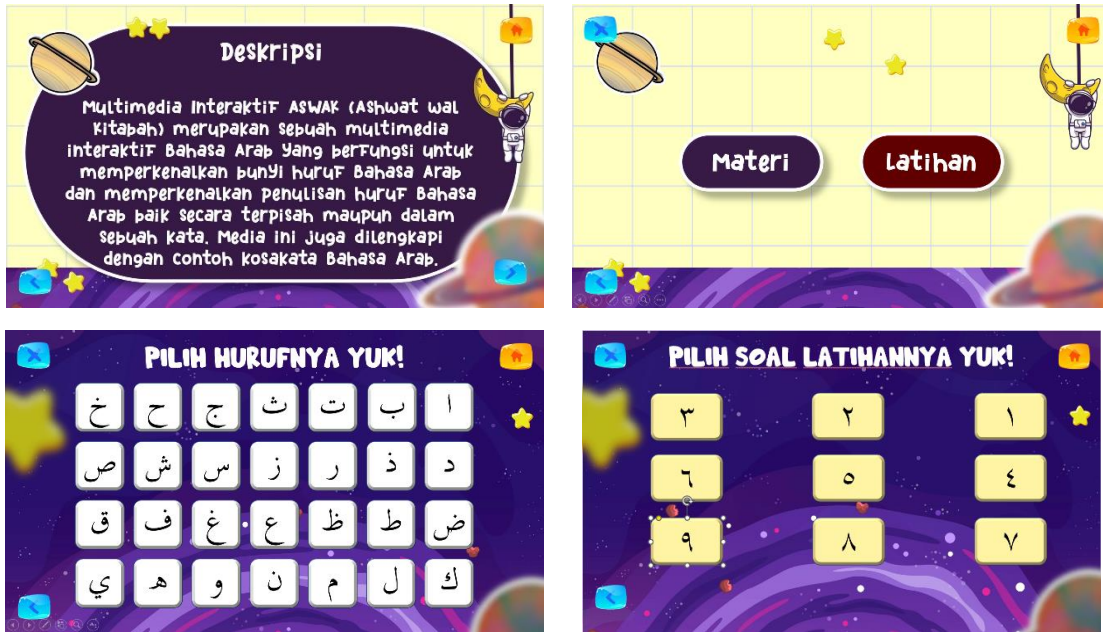 Deskripsi
Multimedia Interaktif ASWAK (Ashwat wal
Kitabah) merupakan sebuah multimedia
interaktif Bahasa Arab yang berfungsi untuk
memperkenalkan bunyi huruf Bahasa Arab
dan memperkenalkan penulisan huruf Bahasa
Arab baik secara terpisah maupun dalam
sebuah kata. Media ini juga dilengkapi
dengan contoh kosakata Bahasa Arab.
Materi
Latihan
PILIH HURUFNYA YUK!
ا ب ت ث ج ح خ
د ذ ر ز س ش ص
ض ط ظ ع غ ف ق
ك ل م ن و ه ي
PILIH SOAL LATIHANNYA YUK!
١ ٢ ٣
٤ ٥ ٦
٧ ٨ ٩